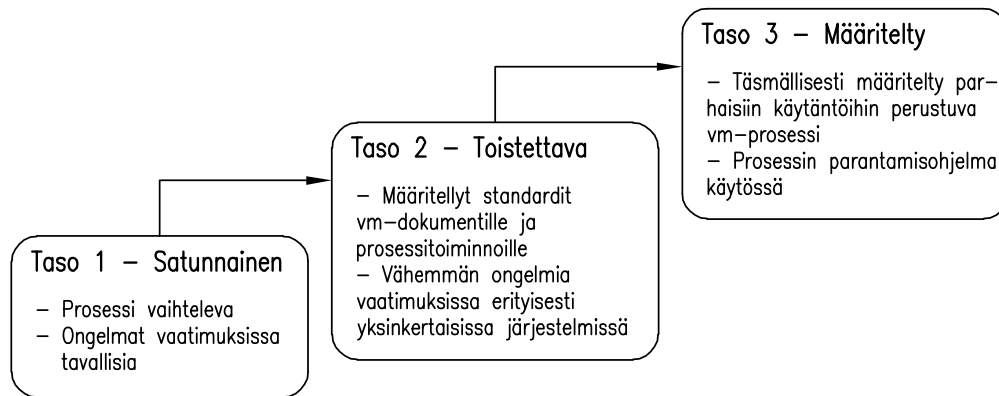 Taso 1 – Satunnainen
– Prosessi vaihteleva
– Ongelmat vaatimuksissa
tavallisia
Taso 2 – Toistettava
– Määritellyt standardit
vm–dokumentille ja
prosessitoiminnoille
– Vähemmän ongelmia
vaatimuksissa erityisesti
yksinkertaisissa järjestelmissä
Taso 3 – Määritelty
– Täsmällisesti määritelty par–
haisiin käytäntöihin perustuva
vm–prosessi
– Prosessin parantamisohjelma
käytössä